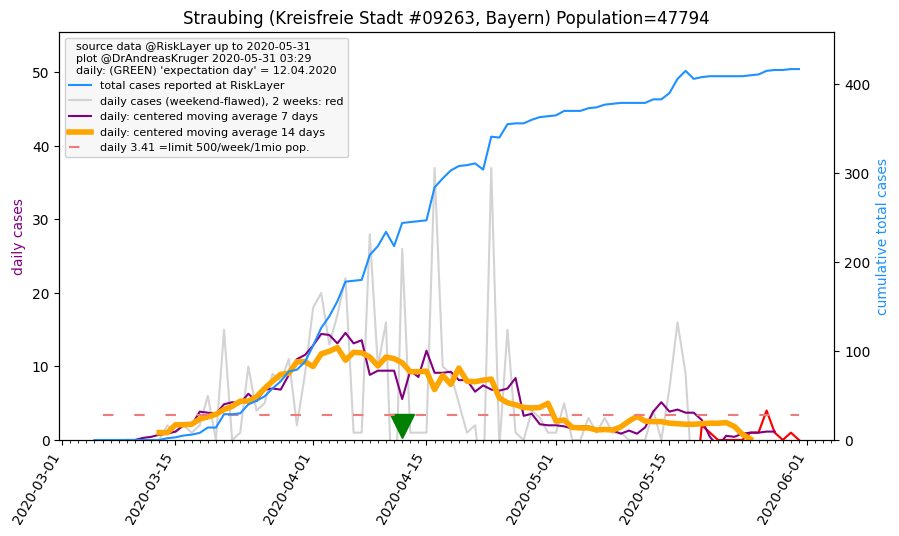 Straubing (Kreisfreie Stadt #09263, Bayern) Population=47794
source data @RiskLayer up to 2020-05-31
plot @DrAndreasKruger 2020-05-31 03:29
daily: (GREEN) 'expectation day' = 12.04.2020
total cases reported at RiskLayer
daily cases (weekend-flawed), 2 weeks: red
daily: centered moving average 7 days
daily: centered moving average 14 days
daily 3.41 =limit 500/week/1mio pop.
daily cases
50
40
30
20
10
0
cumulative total cases
400
300
200
100
0
2020-03-01
2020-03-15
2020-04-01
2020-04-15
2020-05-01
2020-05-15
2020-06-01